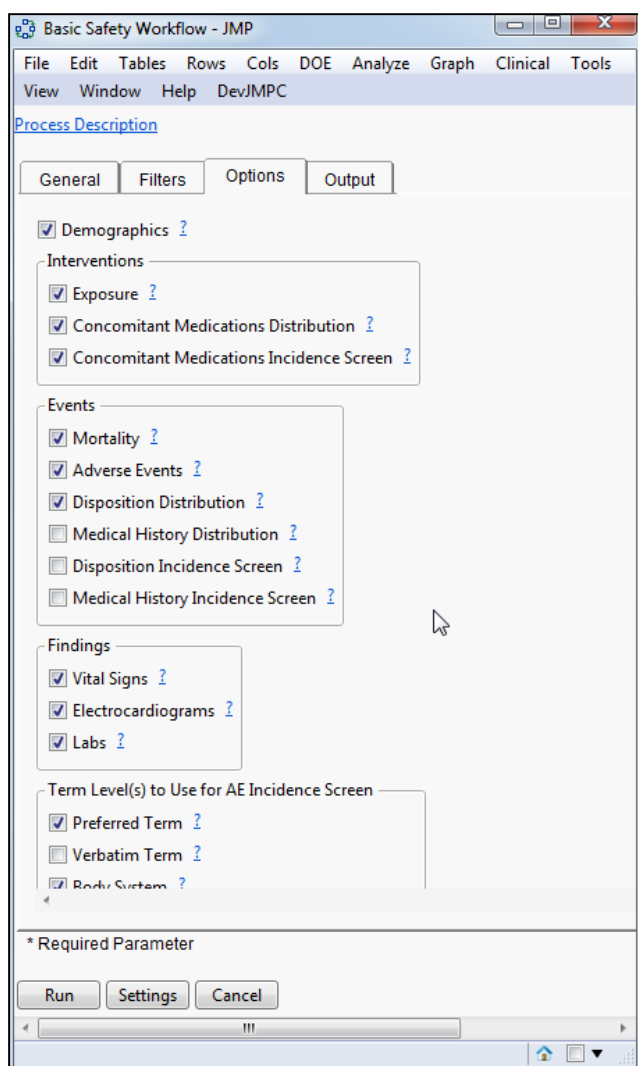 Basic Safety Workflow - JMP
File Edit Tables Rows Cols DOE Analyze Graph Clinical Tools
View Window Help DevJMPC
Process Description
General Filters Options Output
Demographics ?
Interventions
Exposure ?
Concomitant Medications Distribution ?
Concomitant Medications Incidence Screen ?
Events
Mortality ?
Adverse Events ?
Disposition Distribution ?
Medical History Distribution ?
Disposition Incidence Screen ?
Medical History Incidence Screen ?
Findings
Vital Signs ?
Electrocardiograms ?
Labs ?
Term Level(s) to Use for AE Incidence Screen
Preferred Term ?
Verbatim Term ?
Body System ?
* Required Parameter
Run Settings Cancel